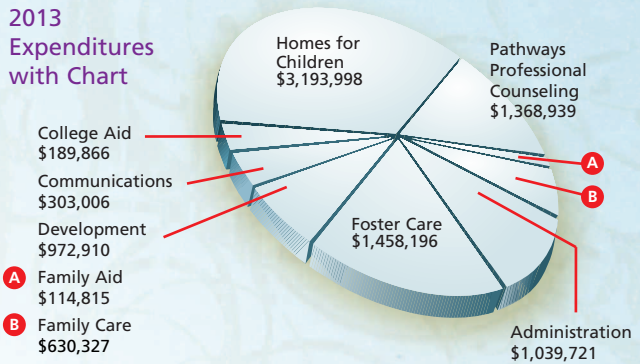 2013
Expenditures
with Chart
Homes for
Children
$3,193,998
Pathways
Professional
Counseling
$1,368,939
College Aid
$189,866
Communications
$303,006
Development
$972,910
A Family Aid
$114,815
B Family Care
$630,327
Foster Care
$1,458,196
A
B
Administration
$1,039,721